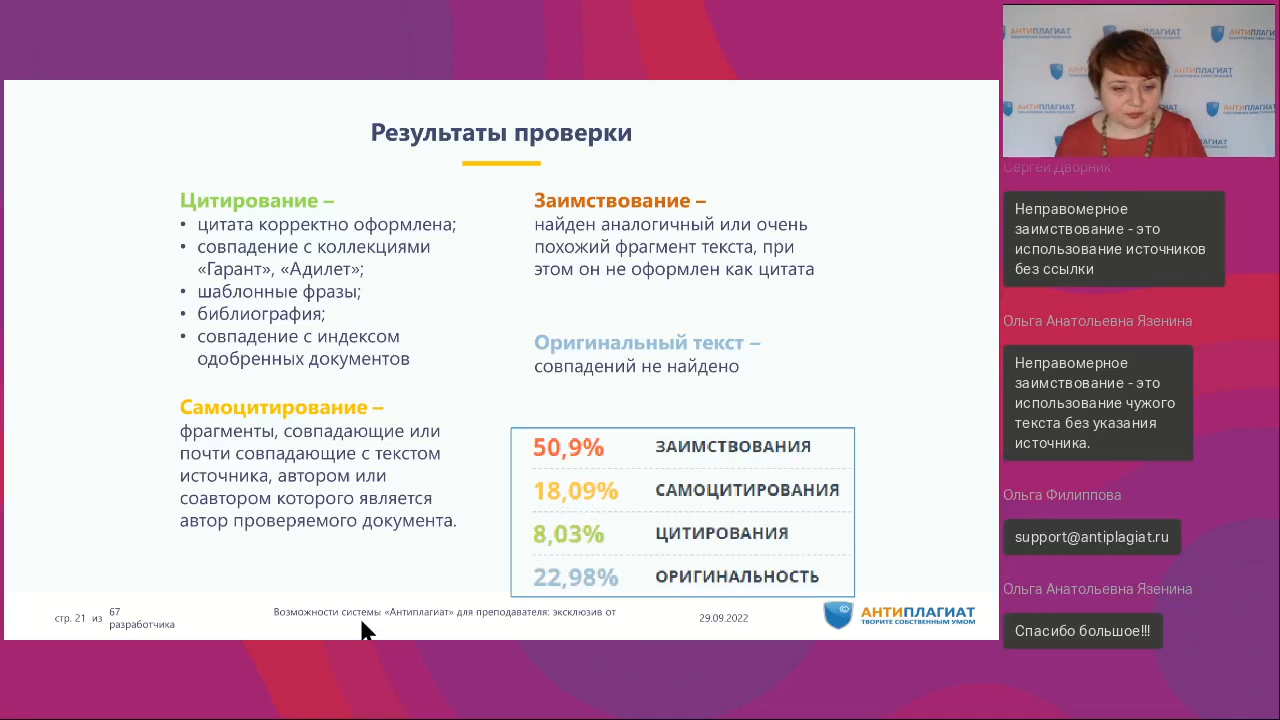 Результаты проверки
Цитирование –
• цитата корректно оформлена;
• совпадение с коллекциями
«Гарант», «Адилет»;
• шаблонные фразы;
• библиография;
• совпадение с индексом
одобренных документов
Самоцитирование –
фрагменты, совпадающие или
почти совпадающие с текстом
источника, автором или
соавтором которого является
автор проверяемого документа.
Заимствование –
найден аналогичный или очень
похожий фрагмент текста, при
этом он не оформлен как цитата
Оригинальный текст –
совпадений не найдено
50,9% ЗАИМСТВОВАНИЯ
18,09% САМОЦИТИРОВАНИЯ
8,03% ЦИТИРОВАНИЯ
22,98% ОРИГИНАЛЬНОСТЬ
стр. 21 из 67
Возможности системы «Антиплагиат» для преподавателя: эксклюзив от
разработчика
29.09.2022
АНТИПЛАГИАТ
ТВОРИТЕ СОБСТВЕННЫМ УМОМ
АНТИПЛАГИАТ
Сергей Дворник
Неправомерное
заимствование - это
использование источников
без ссылки
Ольга Анатольевна Язенина
Неправомерное
заимствование - это
использование чужого
текста без указания
источника.
Ольга Филиппова
support@antiplagiat.ru
Ольга Анатольевна Язенина
Спасибо большое!!!